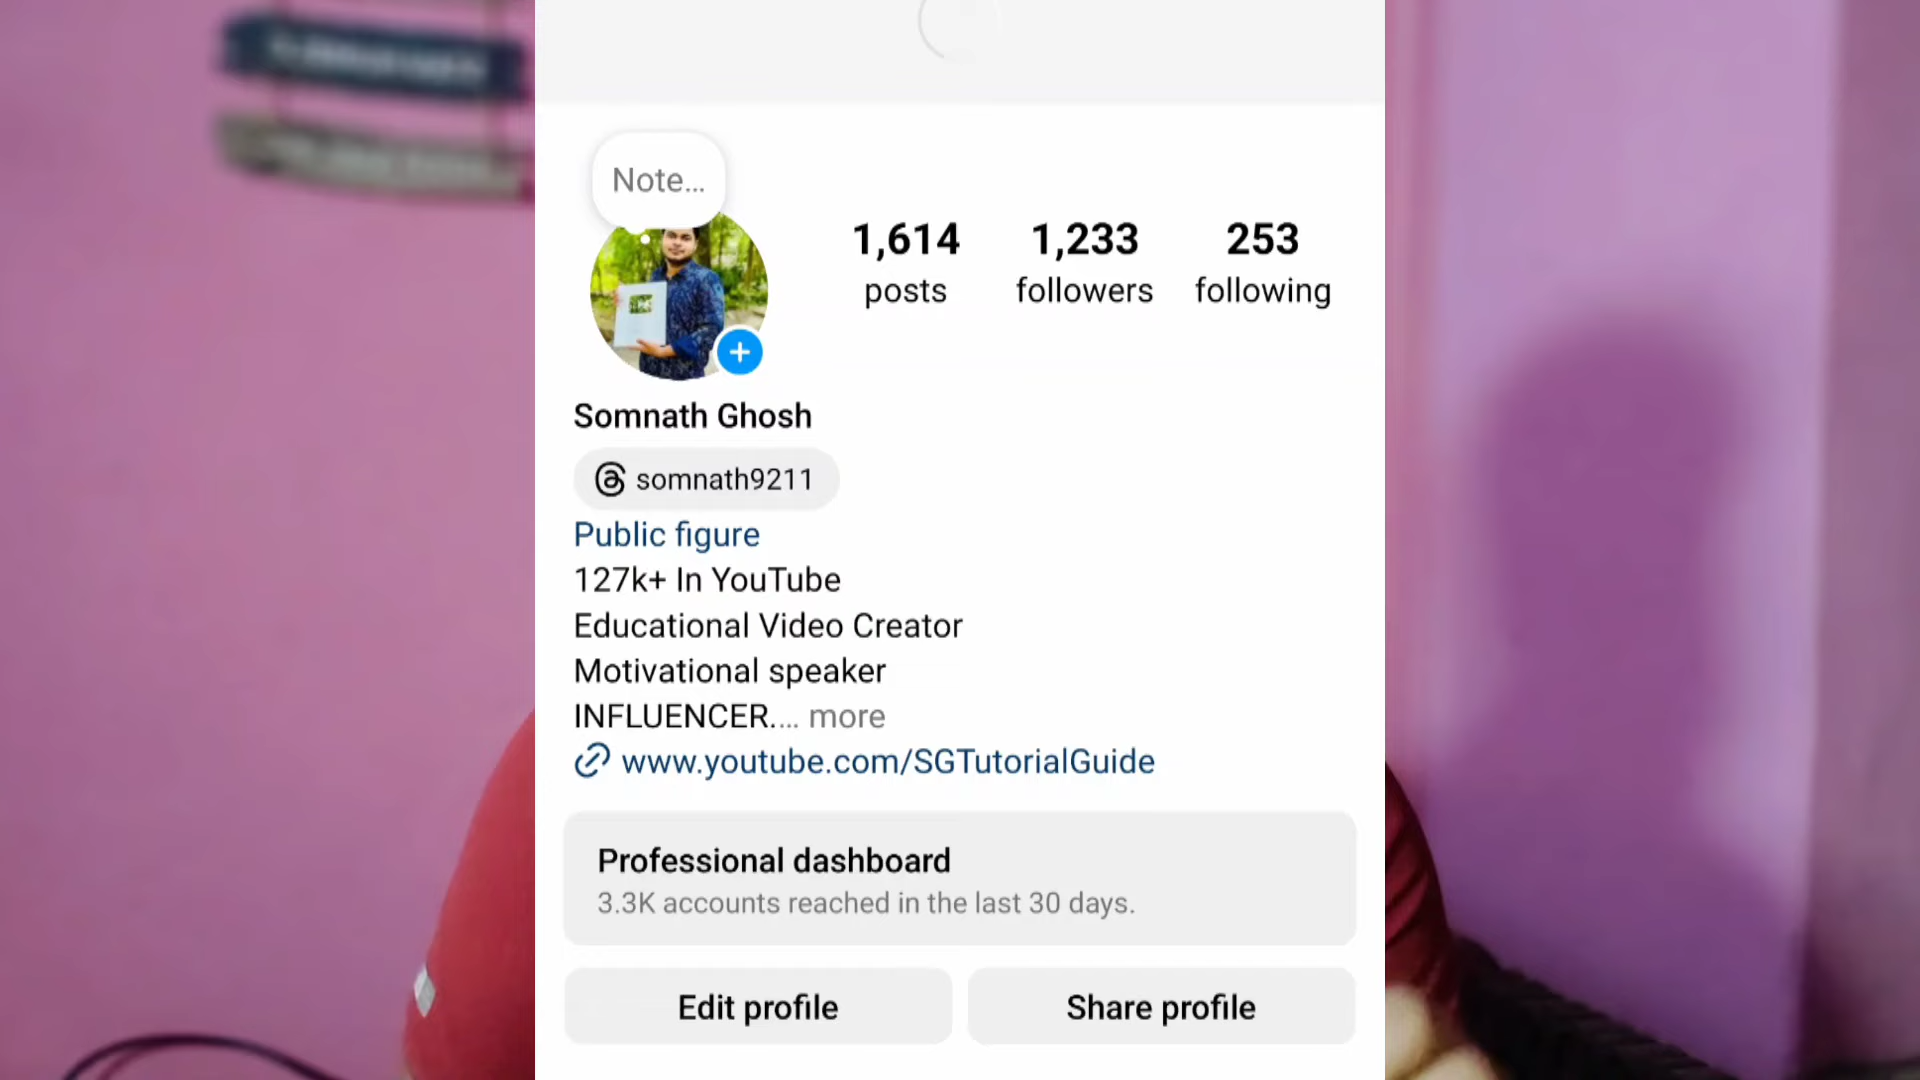 Note...
1,614 1,233 253
posts followers following
Somnath Ghosh
somnath9211
Public figure
127k+ In YouTube
Educational Video Creator
Motivational speaker
INFLUENCER.... more
www.youtube.com/SGTutorialGuide
Professional dashboard
3.3K accounts reached in the last 30 days.
Edit profile Share profile